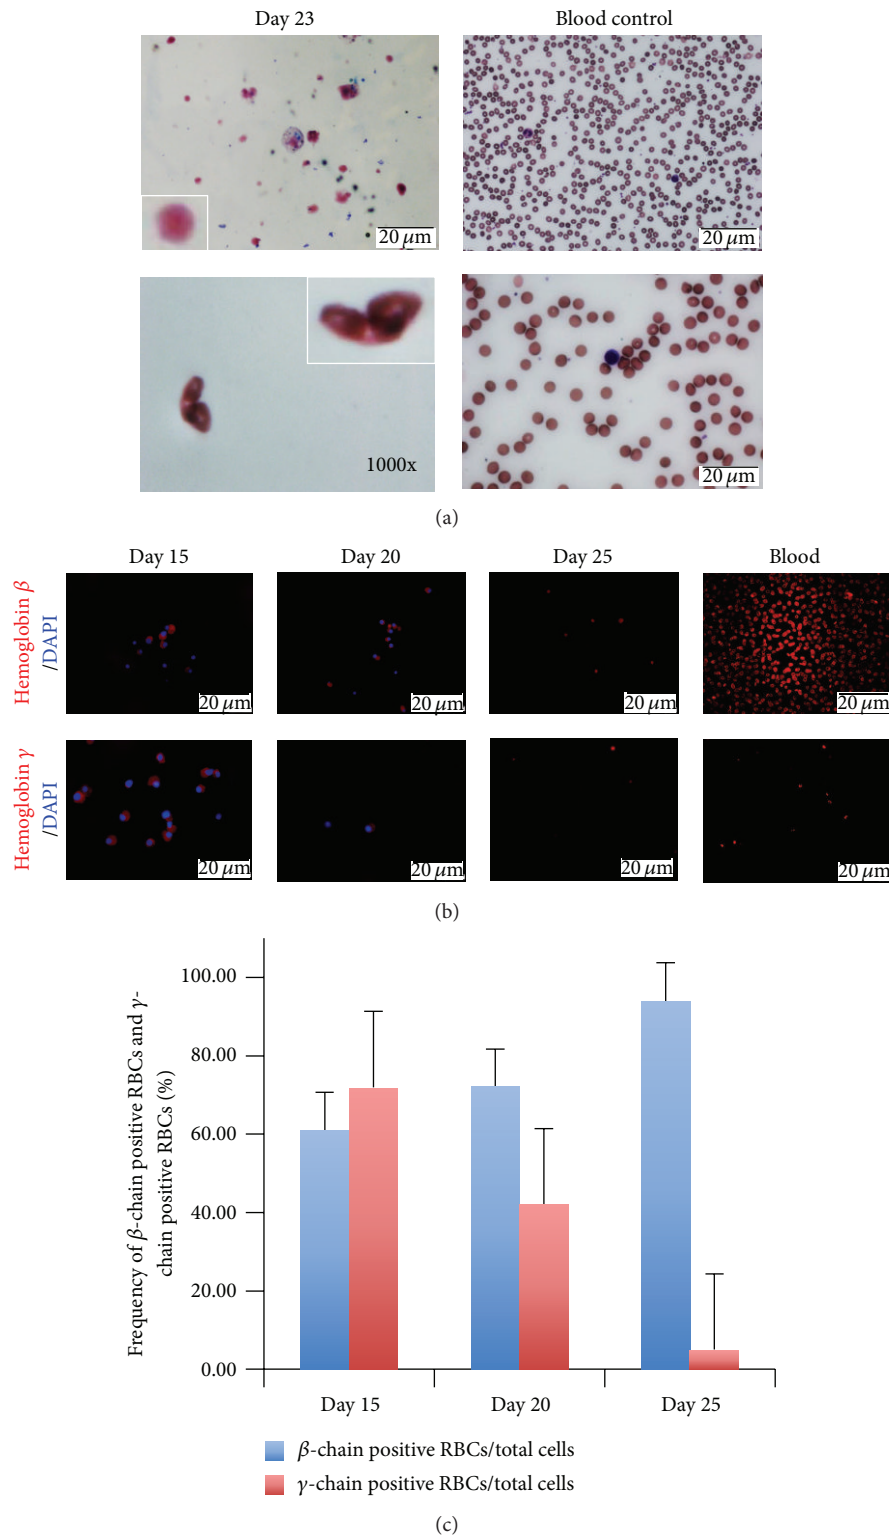 Day 23
Blood control
20 μm
20 μm
1000x
20 μm
(a)
Day 15
Day 20
Day 25
Blood
Hemoglobin β
/DAPI
20 μm
20 μm
20 μm
20 μm
Hemoglobin γ
/DAPI
20 μm
20 μm
20 μm
20 μm
(b)
Frequency of β-chain positive RBCs and γ-
chain positive RBCs (%)
100.00
80.00
60.00
40.00
20.00
0.00
Day 15
Day 20
Day 25
β-chain positive RBCs/total cells
γ-chain positive RBCs/total cells
(c)